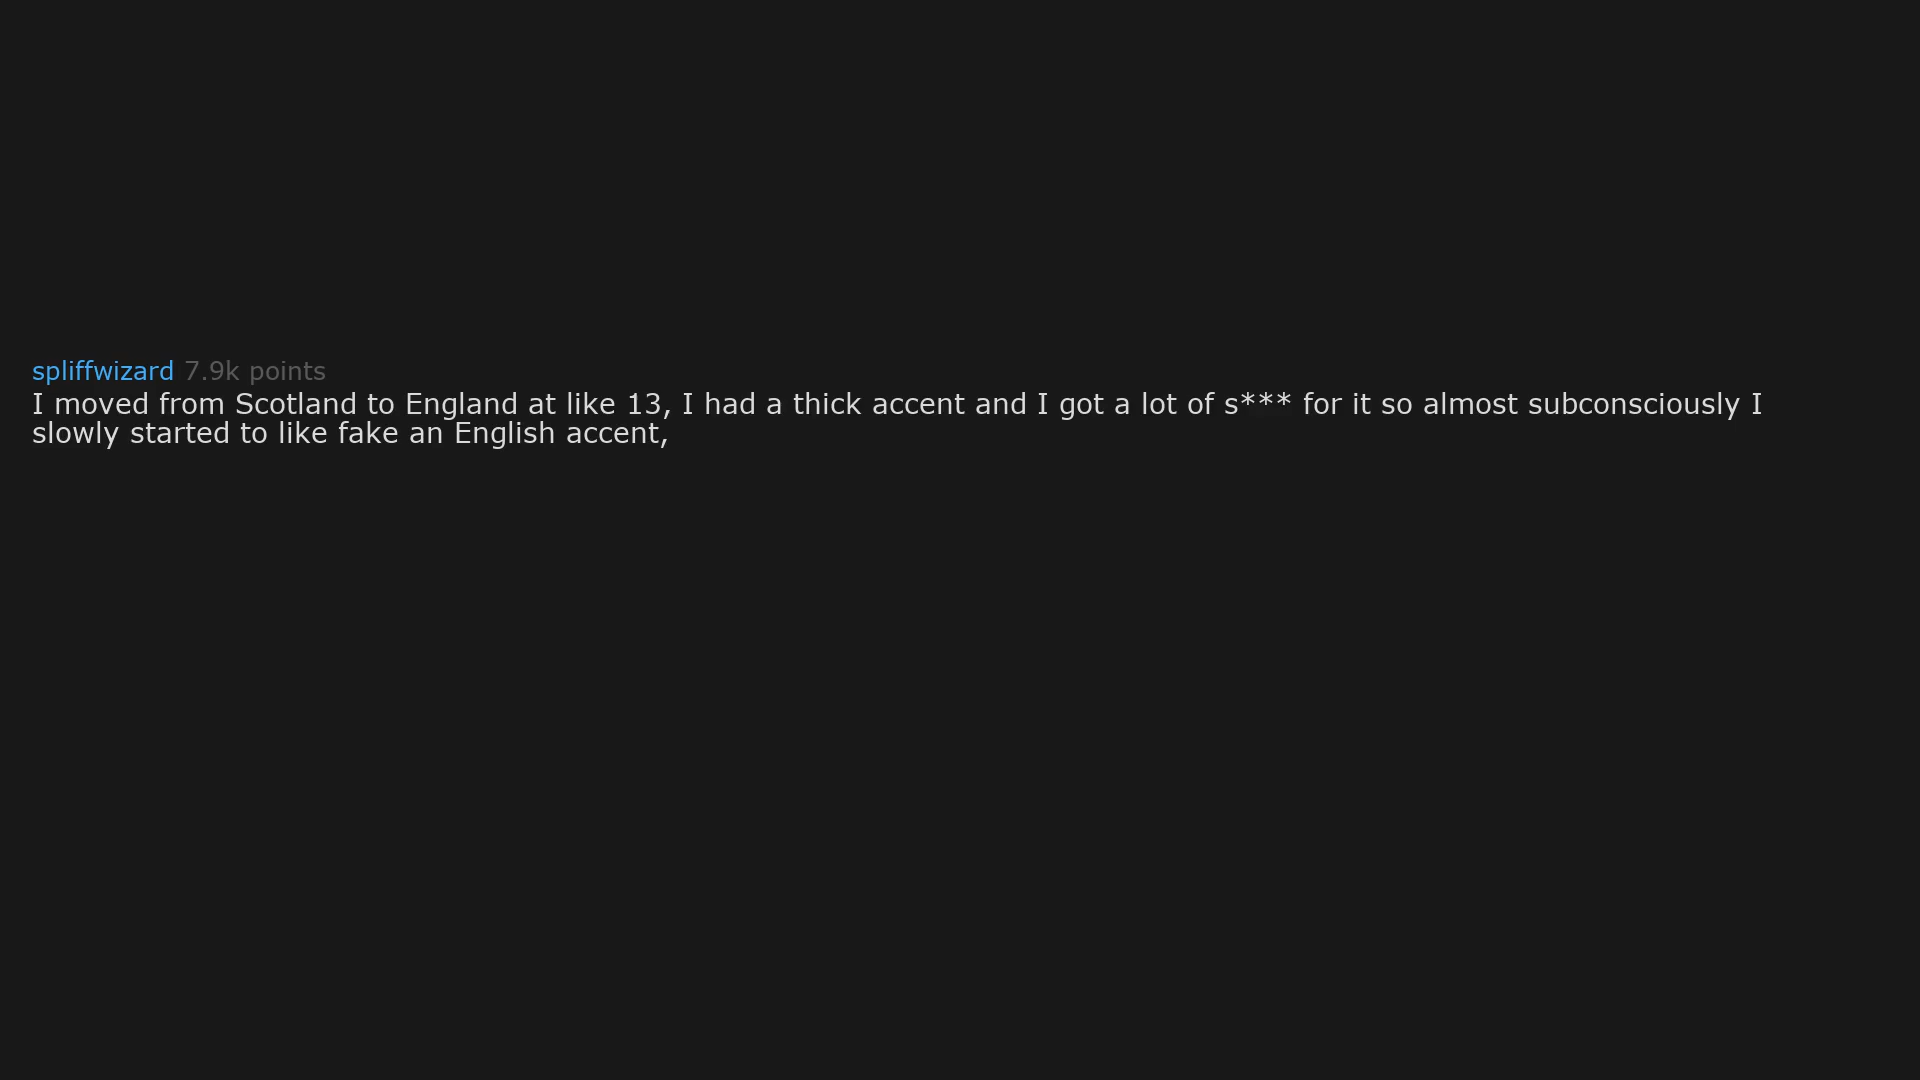 spliffwizard 7.9k points
I moved from Scotland to England at like 13, I had a thick accent and I got a lot of s*** for it so almost subconsciously I
slowly started to like fake an English accent,